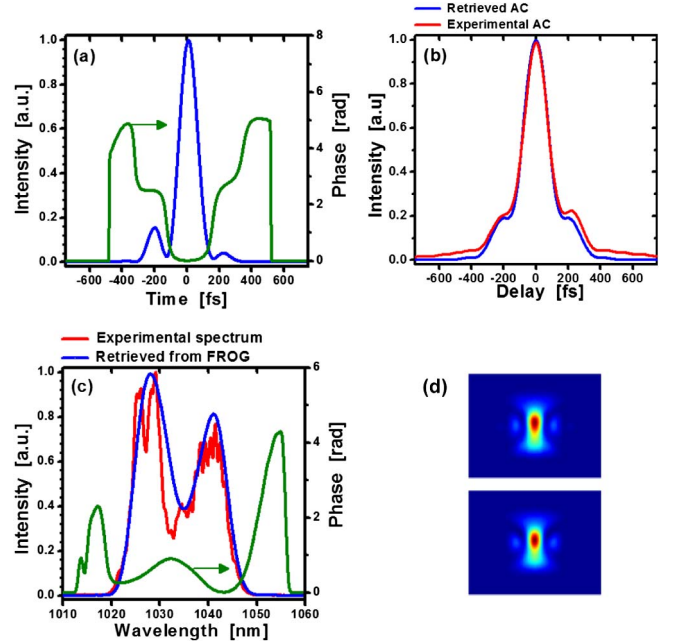 Retrieved AC
Experimental AC
(a)
1.0
0.8
0.6
0.4
0.2
0.0
Intensity [a.u.]
8
6
4
2
0
Phase [rad]
-600 -400 -200 0 200 400 600
Time [fs]
(b)
1.0
0.8
0.6
0.4
0.2
0.0
Intensity [a.u]
-600 -400 -200 0 200 400 600
Delay [fs]
Experimental spectrum
Retrieved from FROG
(c)
1.0
0.8
0.6
0.4
0.2
0.0
Intensity [a.u.]
6
4
2
0
Phase [rad]
1010 1020 1030 1040 1050 1060
Wavelength [nm]
(d)